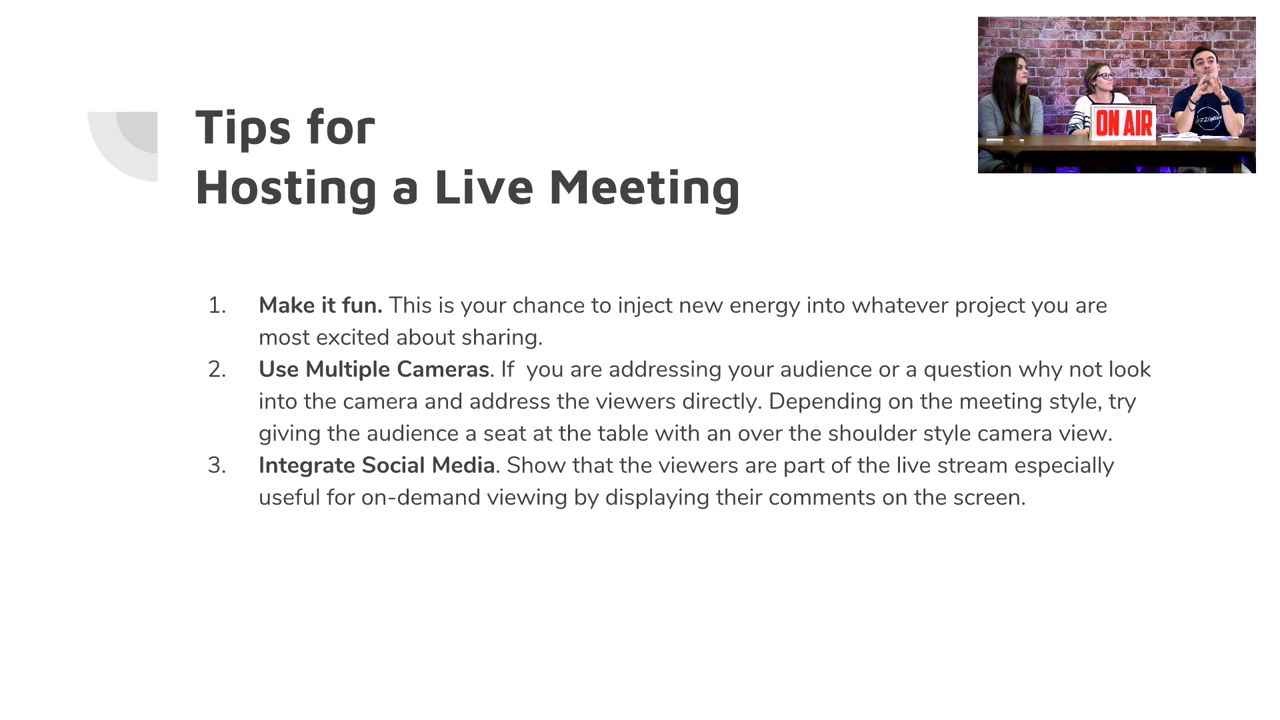 Tips for
Hosting a Live Meeting
ON AIR
1. Make it fun. This is your chance to inject new energy into whatever project you are
most excited about sharing.
2. Use Multiple Cameras. If  you are addressing your audience or a question why not look
into the camera and address the viewers directly. Depending on the meeting style, try
giving the audience a seat at the table with an over the shoulder style camera view.
3. Integrate Social Media. Show that the viewers are part of the live stream especially
useful for on-demand viewing by displaying their comments on the screen.